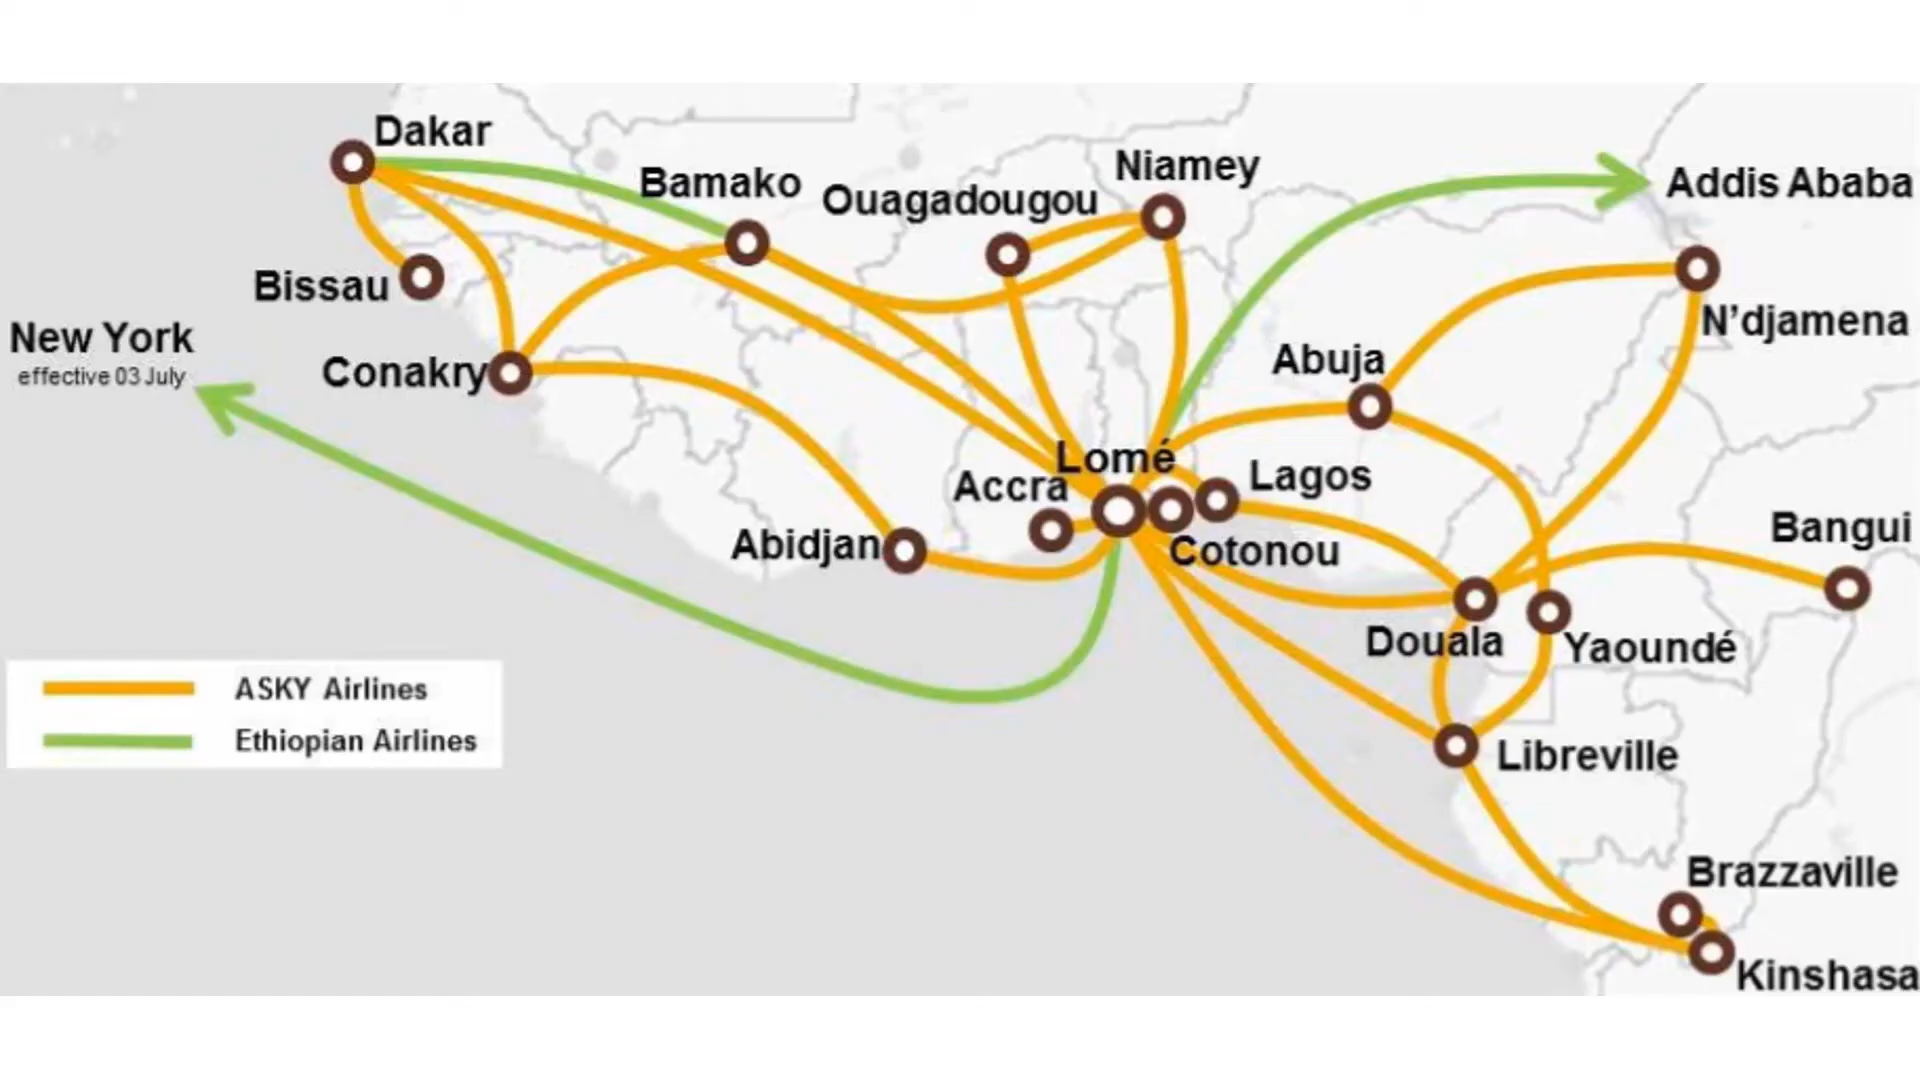 Dakar
Bamako
Ouagadougou
Niamey
Addis Ababa
Bissau
N’djamena
New York
effective 03 July
Conakry
Abuja
Lomé
Accra
Lagos
Abidjan
Cotonou
Bangui
Douala
Yaoundé
ASKY Airlines
Ethiopian Airlines
Libreville
Brazzaville
Kinshasa